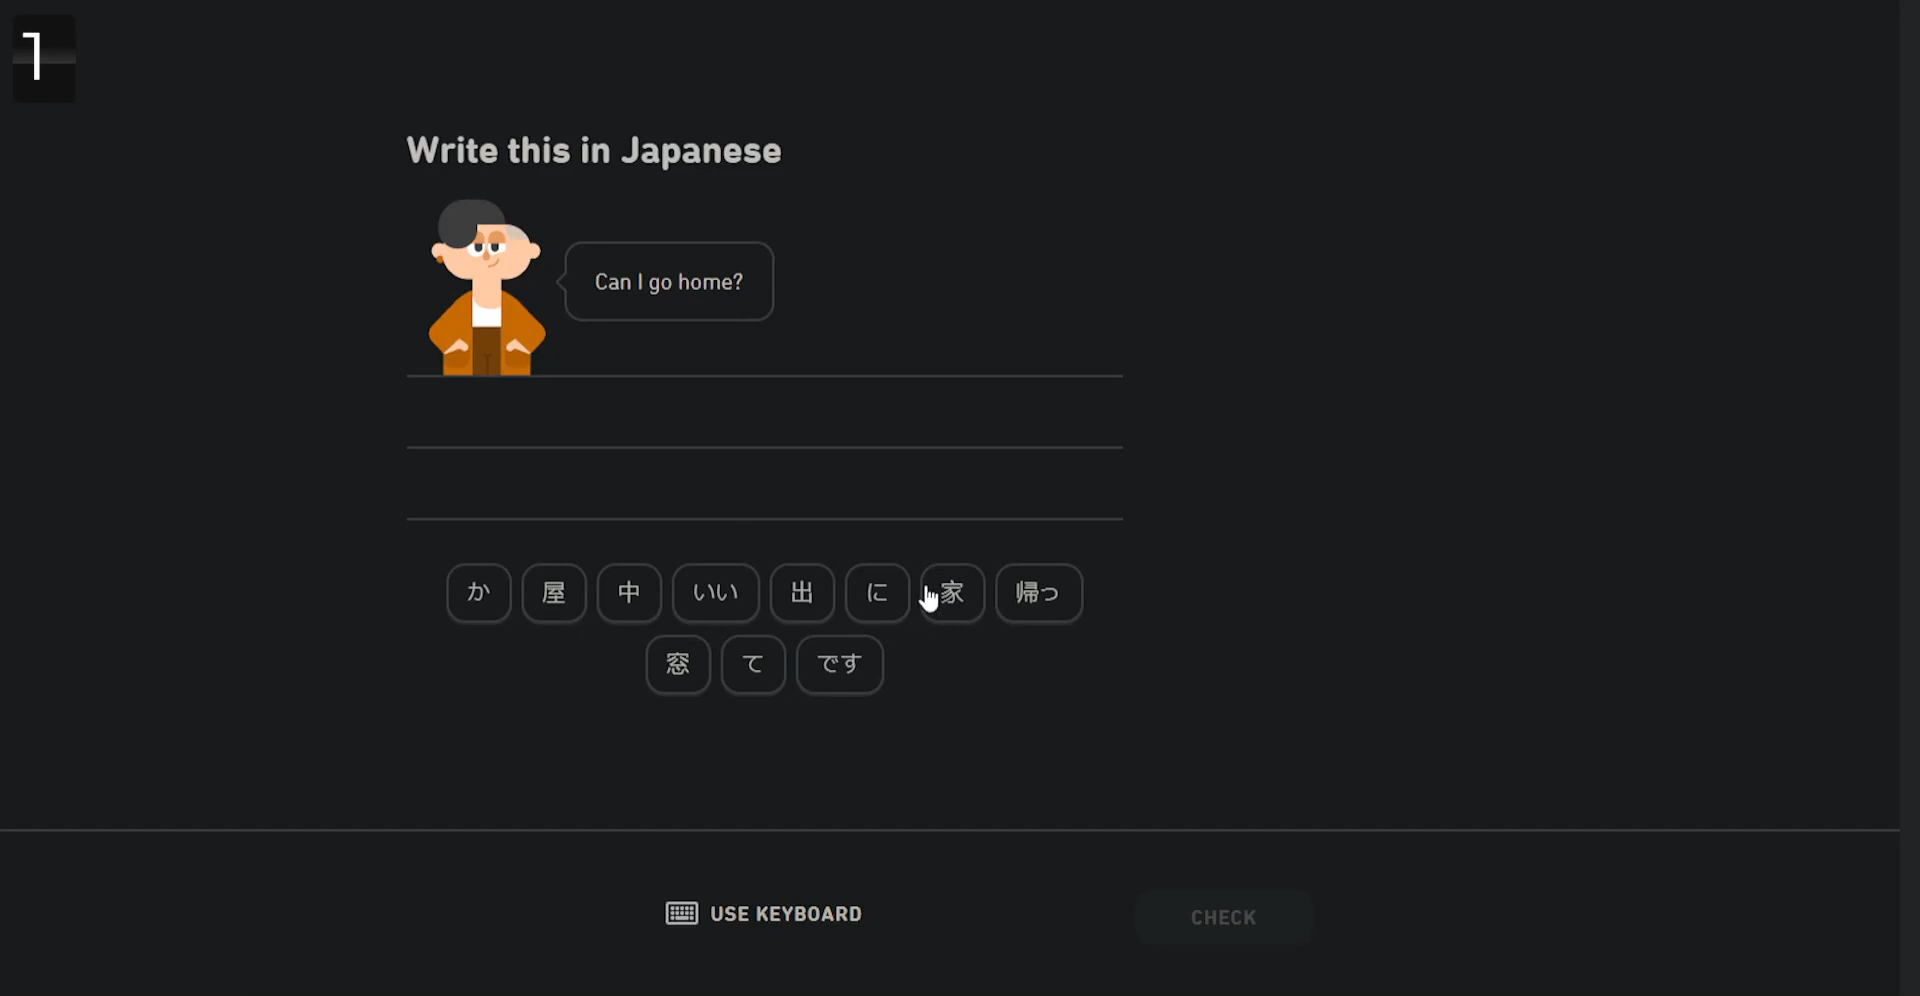 1
Write this in Japanese
Can I go home?
か 屋 中 いい 出 に 家 帰っ
窓 て です
USE KEYBOARD
CHECK